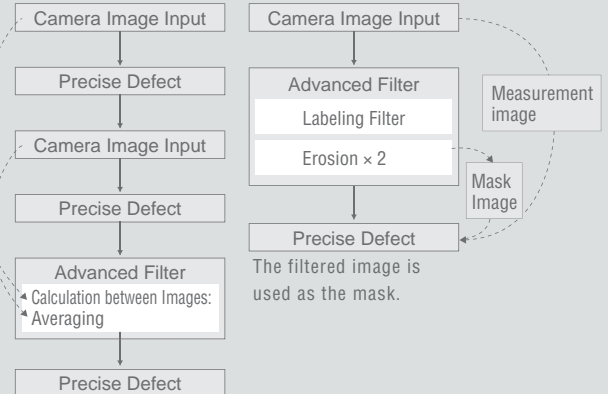 Camera Image Input
Precise Defect
Camera Image Input
Precise Defect
Advanced Filter
Calculation between Images:
Averaging
Precise Defect
Camera Image Input
Advanced Filter
Labeling Filter
Erosion × 2
Measurement
image
Mask
Image
Precise Defect
The filtered image is
used as the mask.